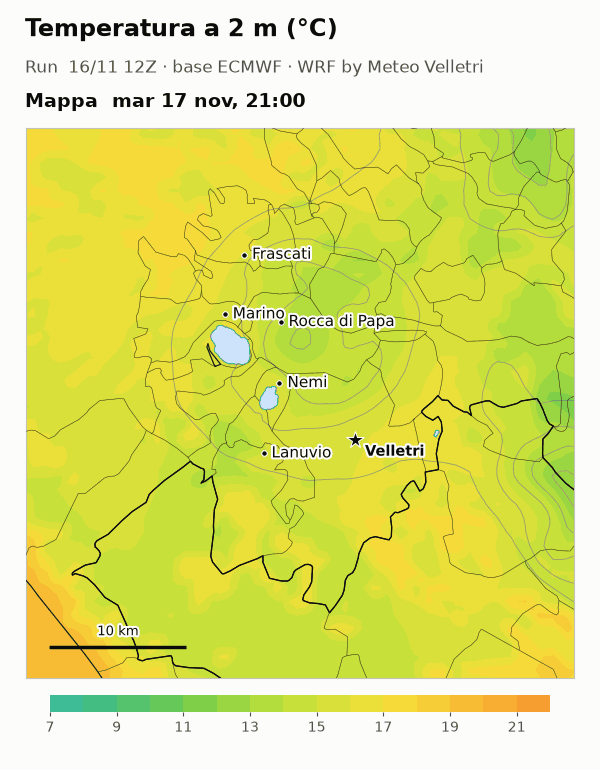 Temperatura a 2 m (°C)
Run  16/11 12Z · base ECMWF · WRF by Meteo Velletri
Mappa  mar 17 nov, 21:00
Frascati
Marino
Rocca di Papa
Nemi
Velletri
Lanuvio
10 km
7 9 11 13 15 17 19 21